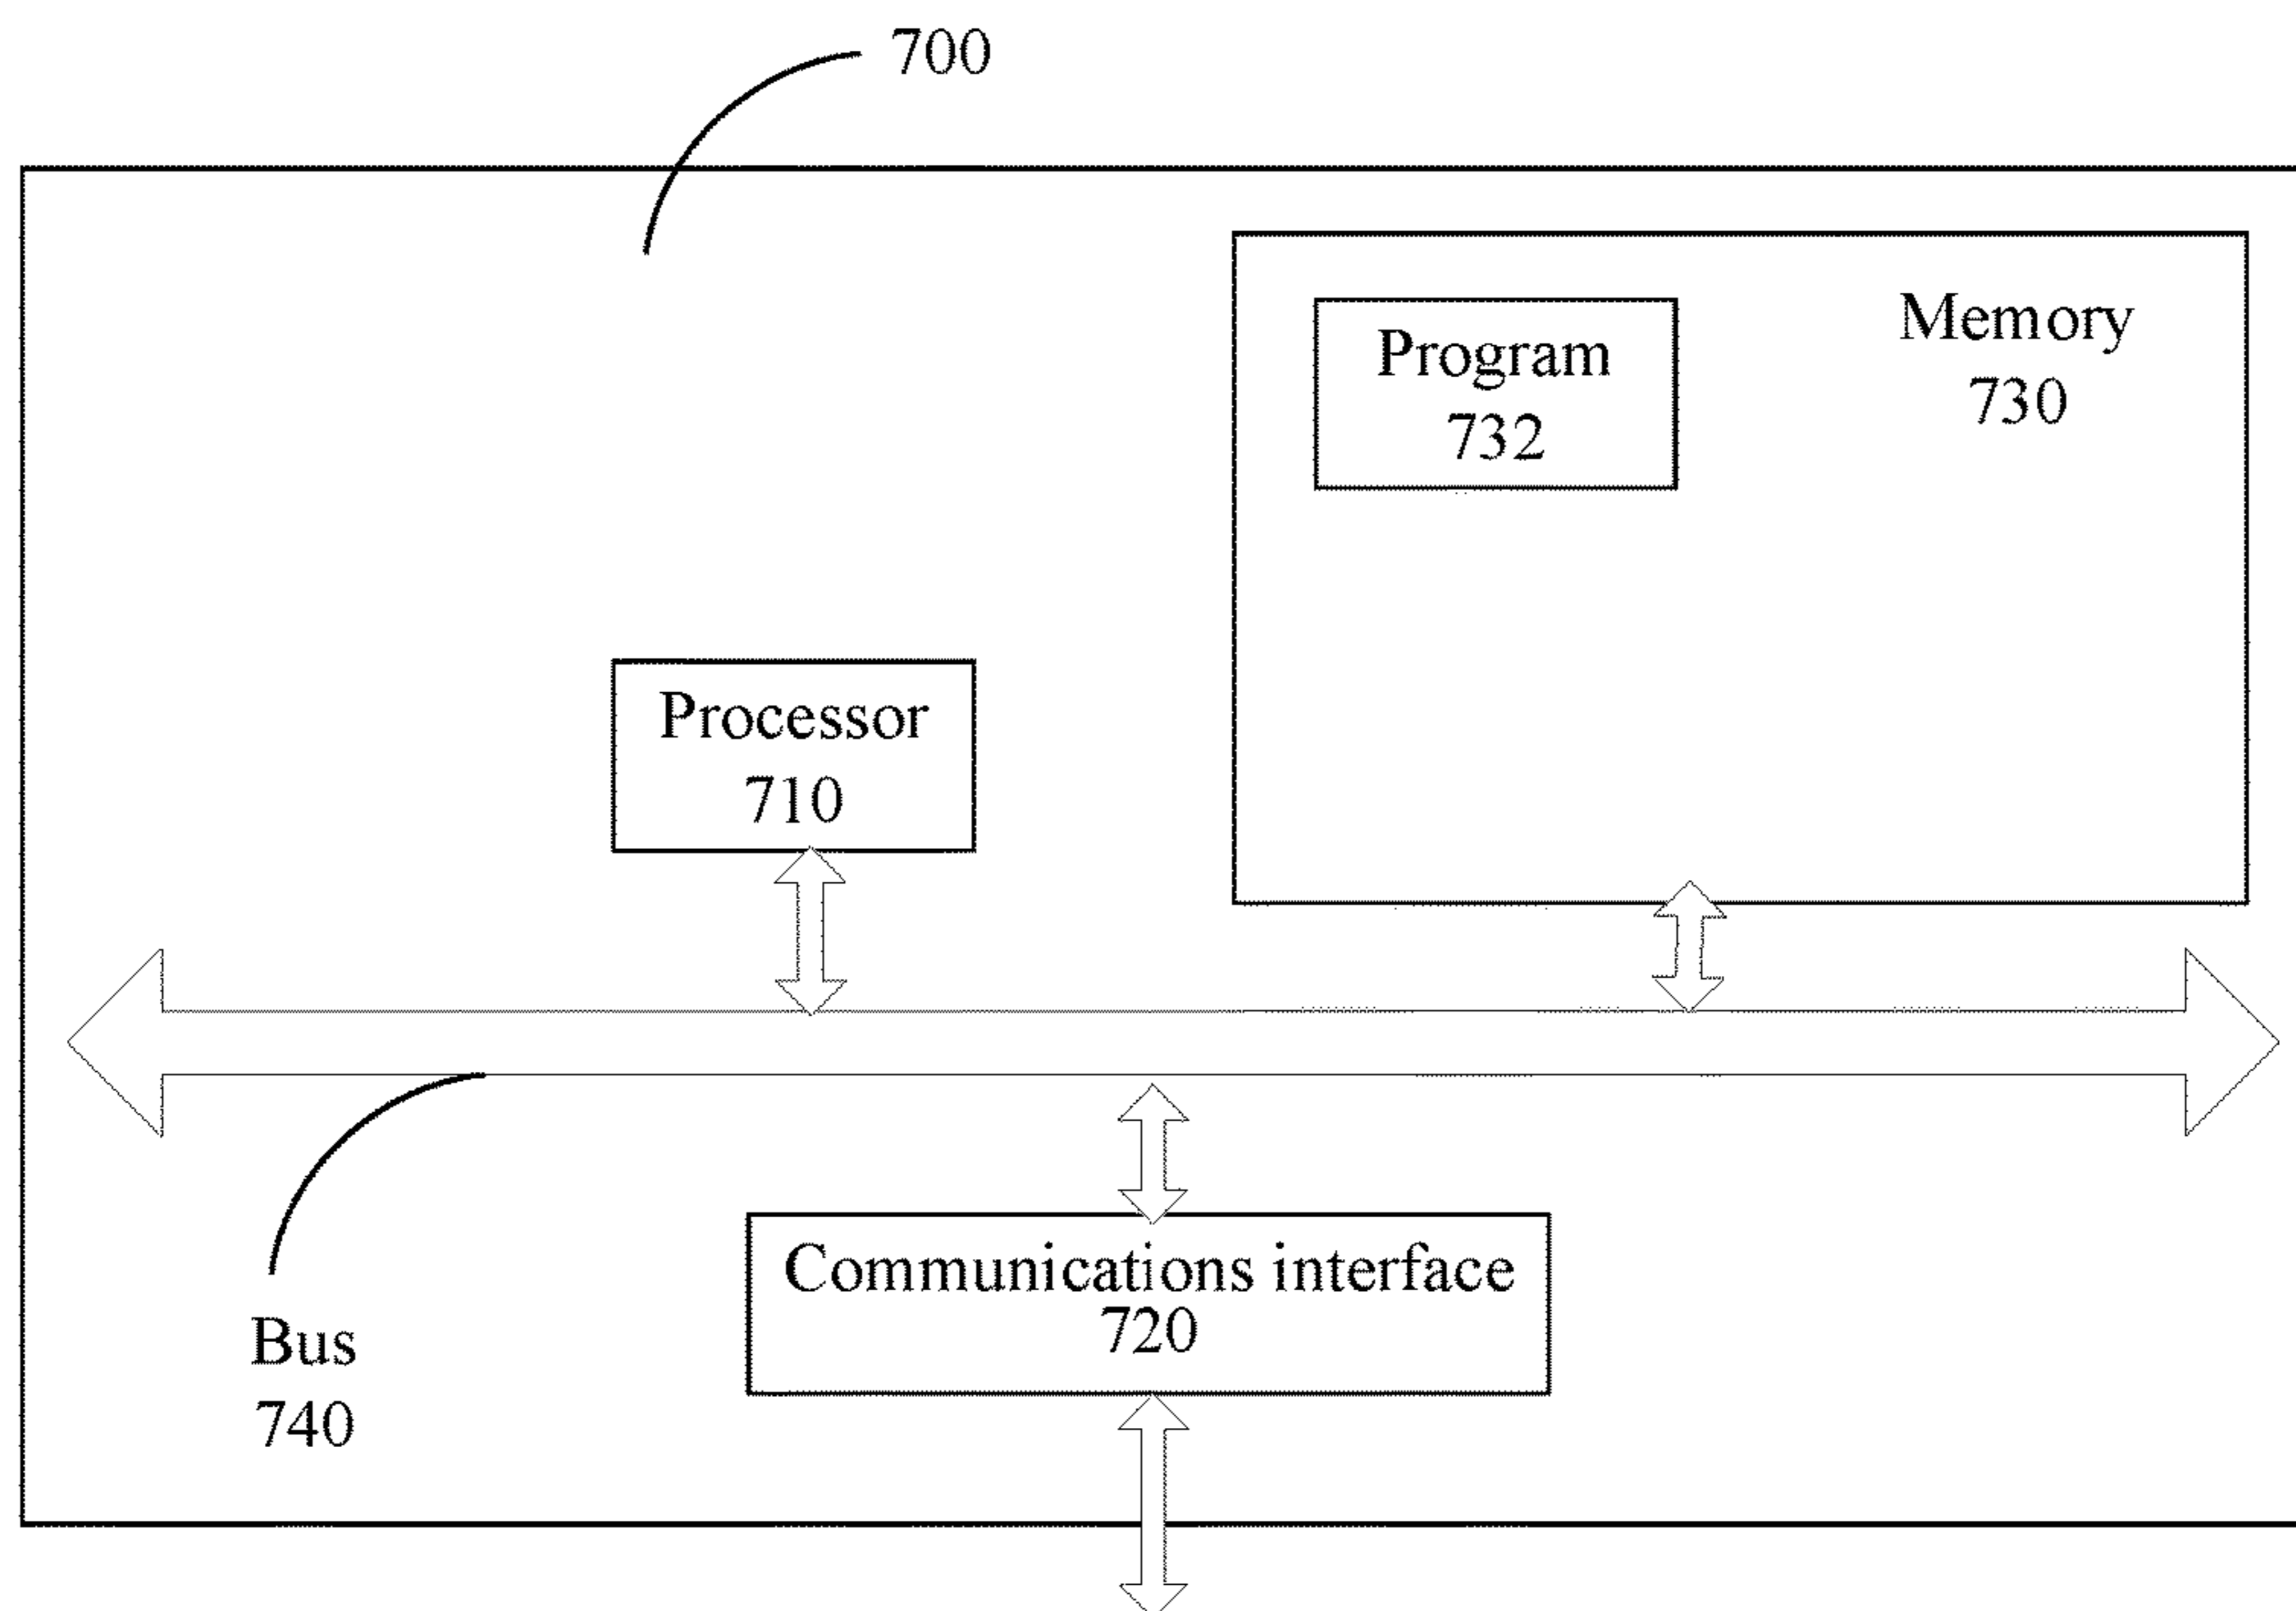 700
Memory
730
Program
732
Processor
710
Communications interface
720
Bus
740